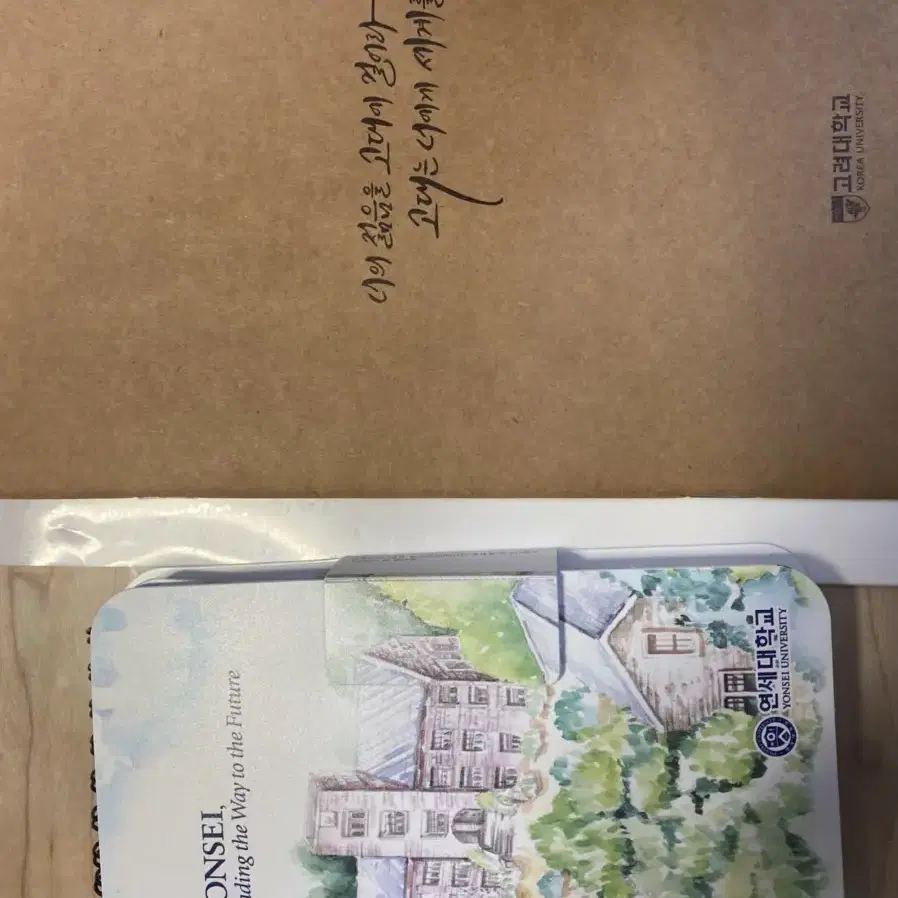 너의 젊음을 고대에 걸어라
고대는 너에게 세계를
고려대학교
KOREA UNIVERSITY
ONSEI,
ading the Way to the Future
연세대학교
YONSEI UNIVERSITY